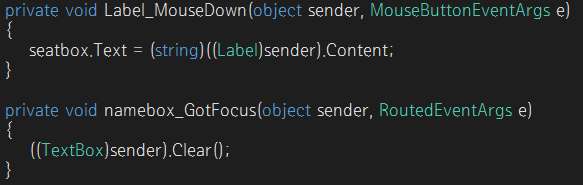 private void Label_MouseDown(object sender, MouseButtonEventArgs e)
{
seatbox.Text = (string)((Label)sender).Content;
}
private void namebox_GotFocus(object sender, RoutedEventArgs e)
{
((TextBox)sender).Clear();
}